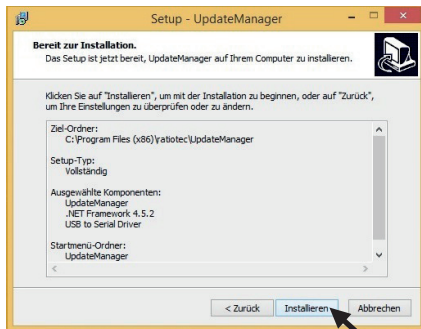 Setup - UpdateManager
Bereit zur Installation.
Das Setup ist jetzt bereit, UpdateManager auf Ihrem Computer zu installieren.
Klicken Sie auf "Installieren", um mit der Installation zu beginnen, oder auf "Zurück",
um Ihre Einstellungen zu überprüfen oder zu ändern.
Ziel-Ordner:
C:\Program Files (x86)\ratiotec\UpdateManager
Setup-Typ:
Vollständig
Ausgewählte Komponenten:
UpdateManager
.NET Framework 4.5.2
USB to Serial Driver
Startmenü-Ordner:
UpdateManager
< Zurück Installieren Abbrechen